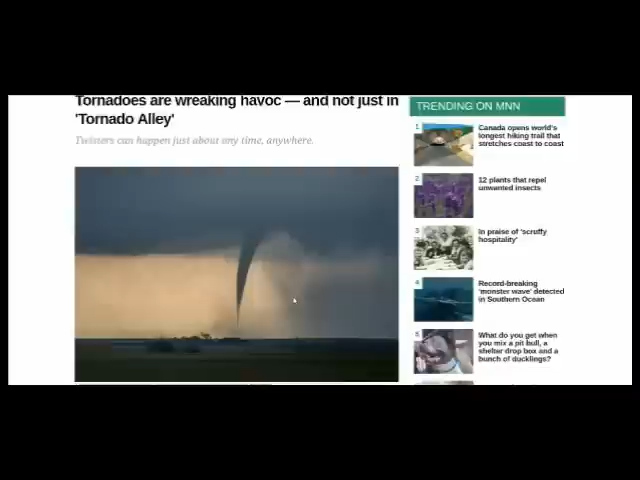 Tornadoes are wreaking havoc — and not just in
'Tornado Alley'
Twisters can happen just about any time, anywhere.
TRENDING ON MNN
1
Canada opens world's
longest hiking trail that
stretches coast to coast
2
12 plants that repel
unwanted insects
3
In praise of 'scruffy
hospitality'
4
Record-breaking
'monster wave' detected
in Southern Ocean
5
What do you get when
you mix a pit bull, a
shelter drop box and a
bunch of ducklings?